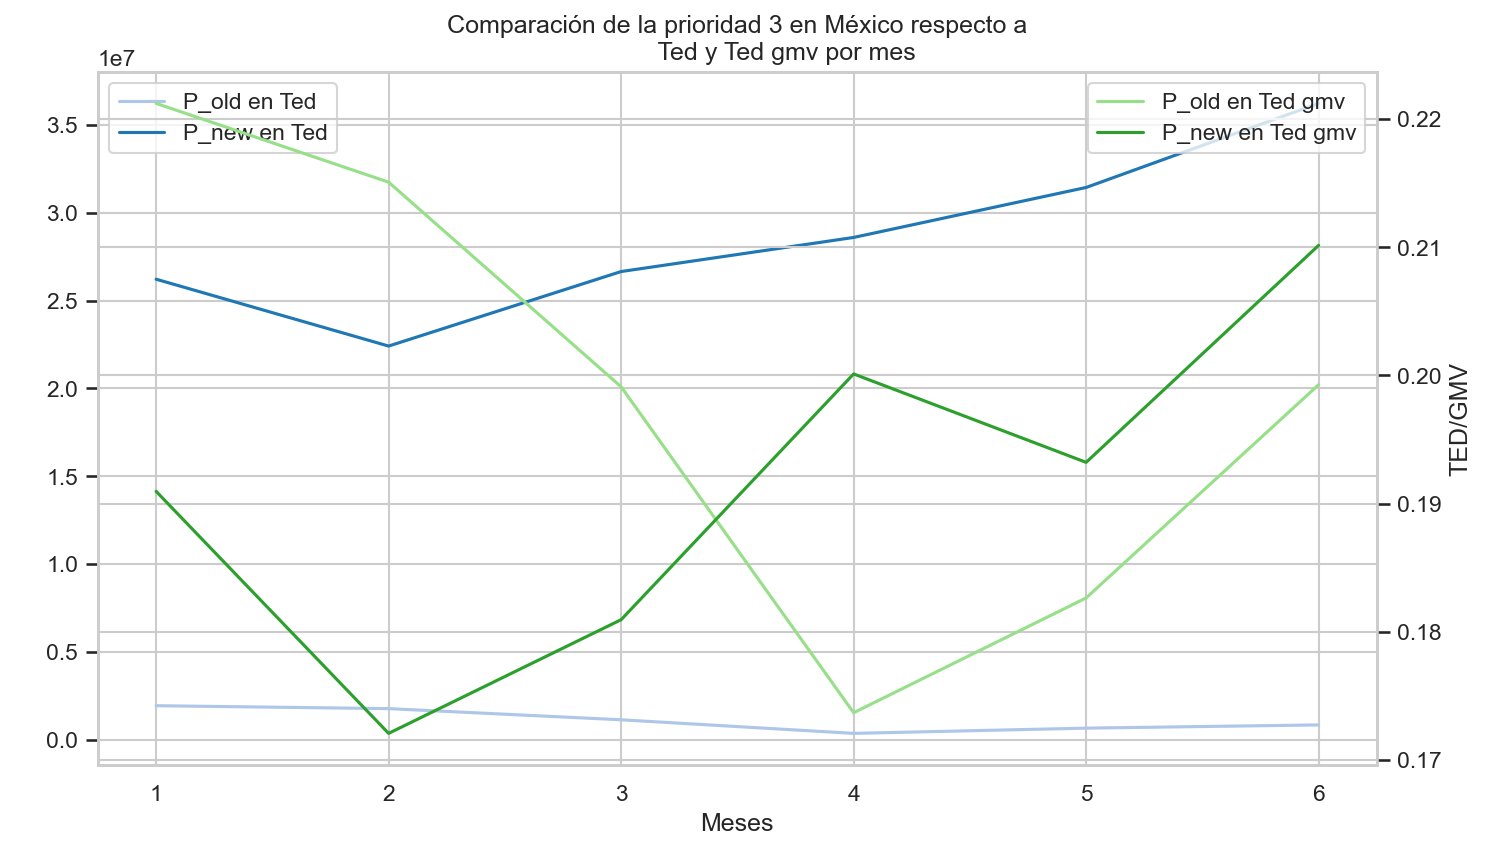 Comparación de la prioridad 3 en México respecto a
Ted y Ted gmv por mes
1e7
P_old en Ted
P_new en Ted
P_old en Ted gmv
P_new en Ted gmv
3.5
3.0
2.5
2.0
1.5
1.0
0.5
0.0
0.22
0.21
0.20
0.19
0.18
0.17
TED/GMV
1 2 3 4 5 6
Meses